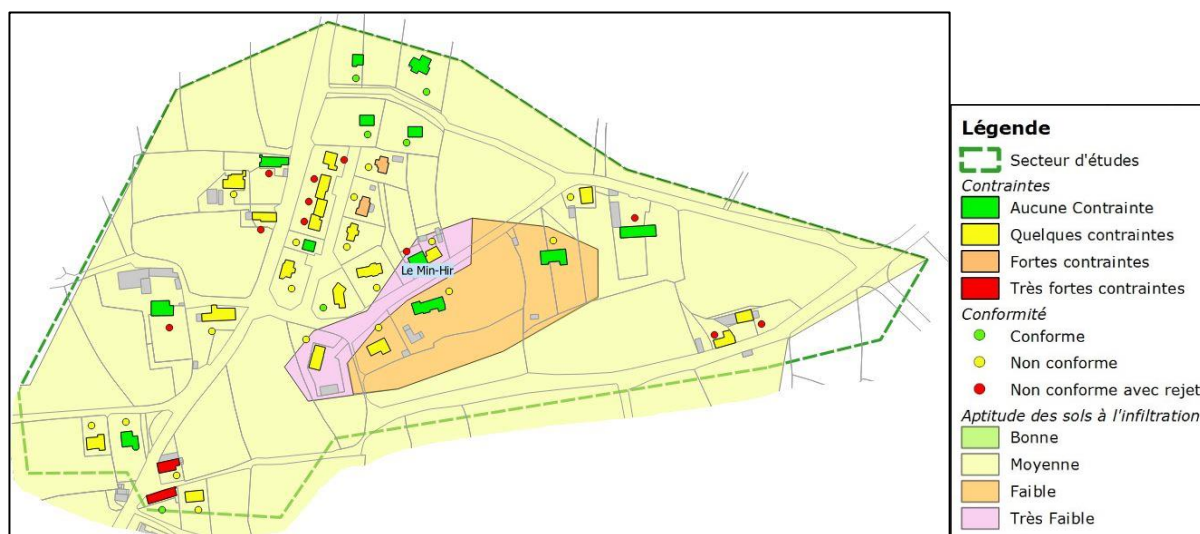 Le Min-Hir
Légende
Secteur d'études
Contraintes
Aucune Contrainte
Quelques contraintes
Fortes contraintes
Très fortes contraintes
Conformité
Conforme
Non conforme
Non conforme avec rejet
Aptitude des sols à l'infiltration
Bonne
Moyenne
Faible
Très Faible